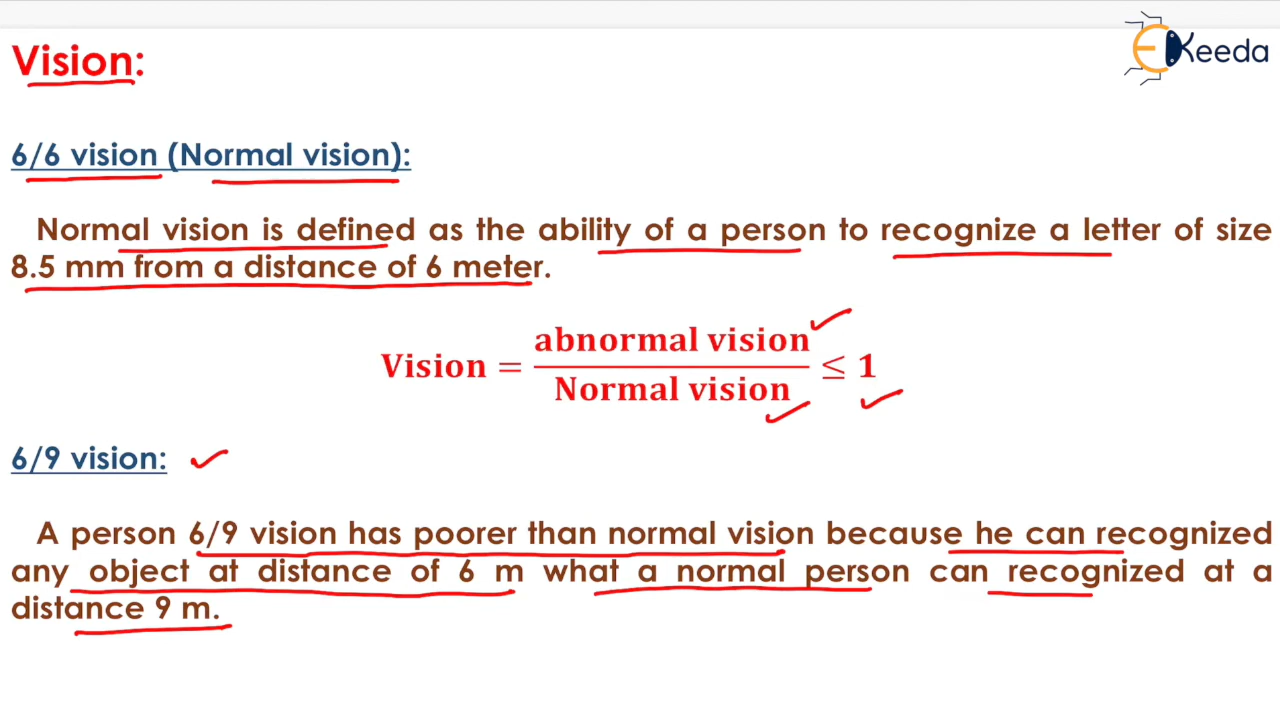 Vision:
EKeeda
6/6 vision (Normal vision):
Normal vision is defined as the ability of a person to recognize a letter of size
8.5 mm from a distance of 6 meter.
Vision = abnormal vision / Normal vision ≤ 1
6/9 vision:
A person 6/9 vision has poorer than normal vision because he can recognized
any object at distance of 6 m what a normal person can recognized at a
distance 9 m.